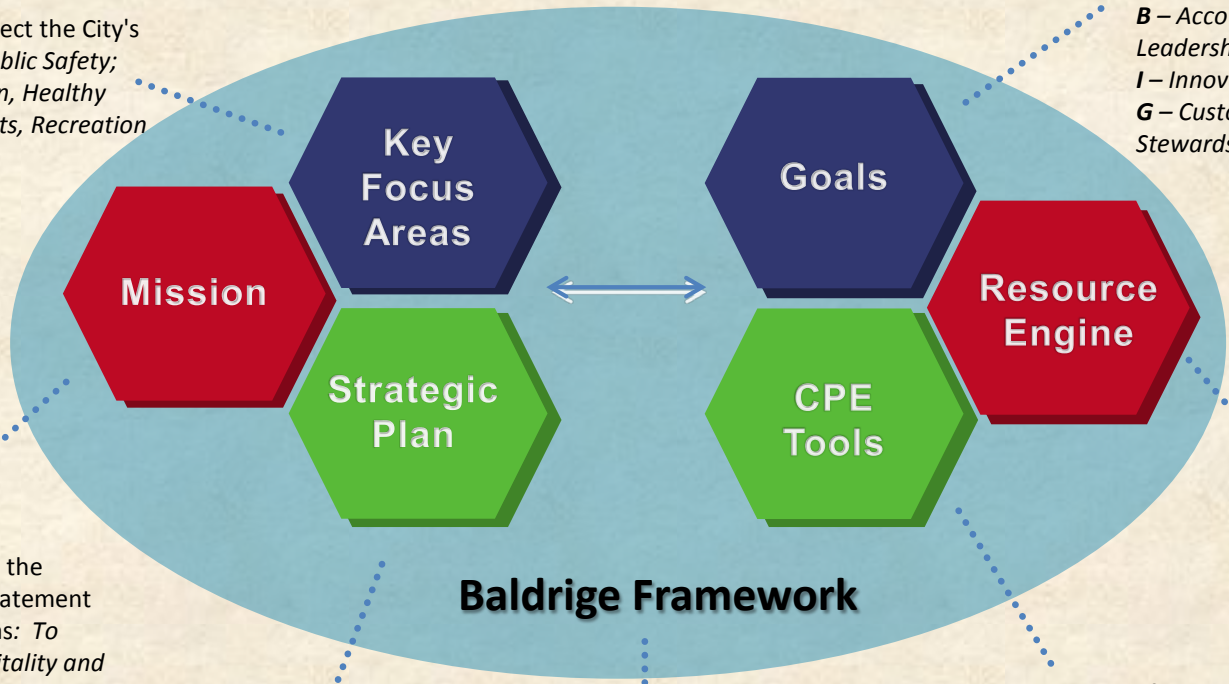 ect the City's
blic Safety;
n, Healthy
ts, Recreation
B – Acco
Leadersh
I – Innov
G – Custo
Stewards
Key
Focus
Areas
Goals
Mission
Resource
Engine
Strategic
Plan
CPE
Tools
the
atement
ns: To
itality and
Baldrige Framework